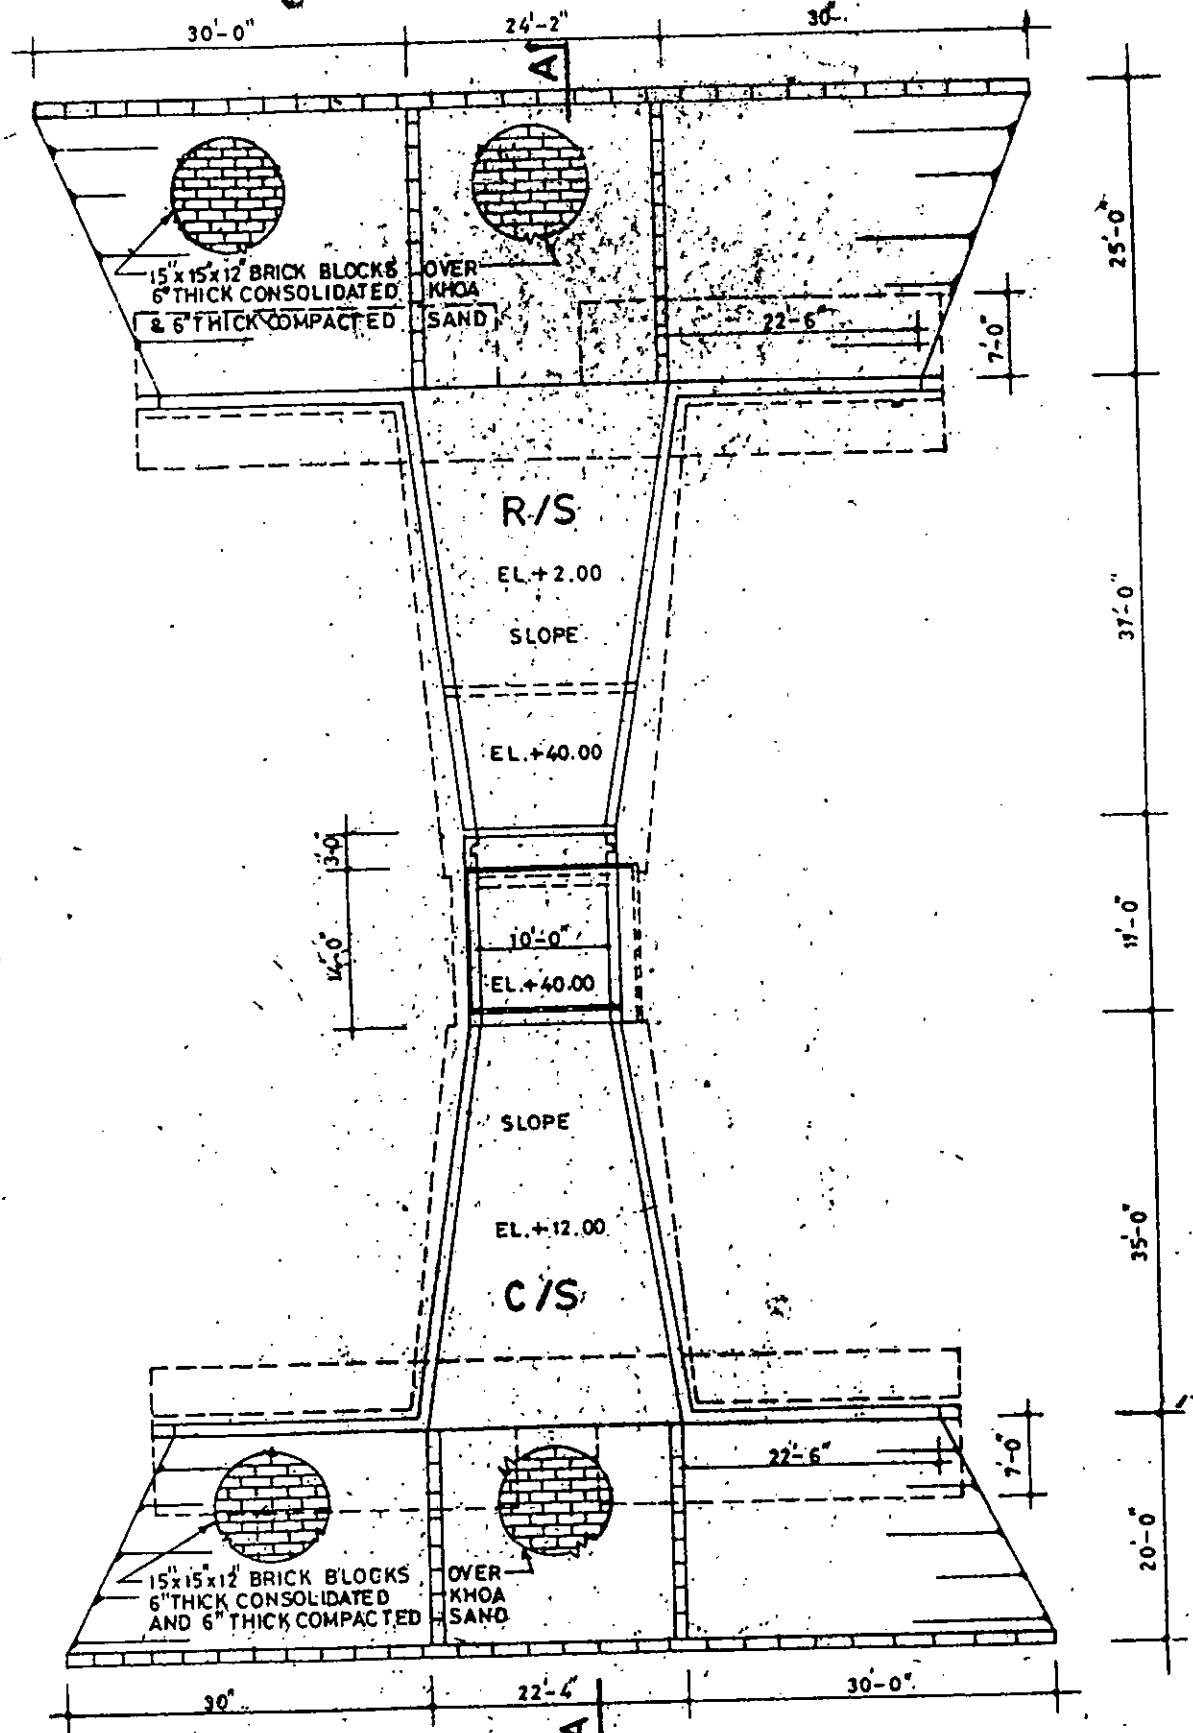 30'-0" 24'-2" 30"
A
15"x15"x12" BRICK BLOCKS OVER
6" THICK CONSOLIDATED KHOA
& 6" THICK COMPACTED SAND
25'-0"
22'-6"
7'-0"
R/S
EL.+2.00
SLOPE
37'-0"
EL.+40.00
3'-0"
10'-0"
14'-0"
EL.+40.00
SLOPE
EL.+12.00
35'-0"
C/S
22'-6"
7'-0"
15"x15"x12" BRICK BLOCKS OVER
6" THICK CONSOLIDATED KHOA
AND 6" THICK COMPACTED SAND
20'-0"
30" 22'-4" 30'-0"
A